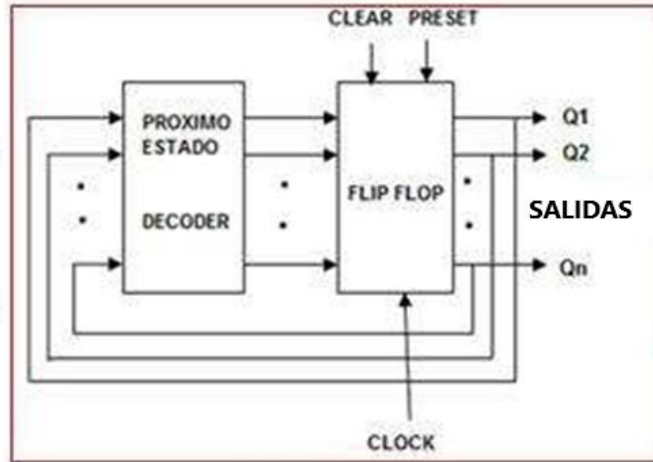 CLEAR PRESET
PROXIMO
ESTADO
DECODER
FLIP FLOP
Q1
Q2
SALIDAS
Qn
CLOCK